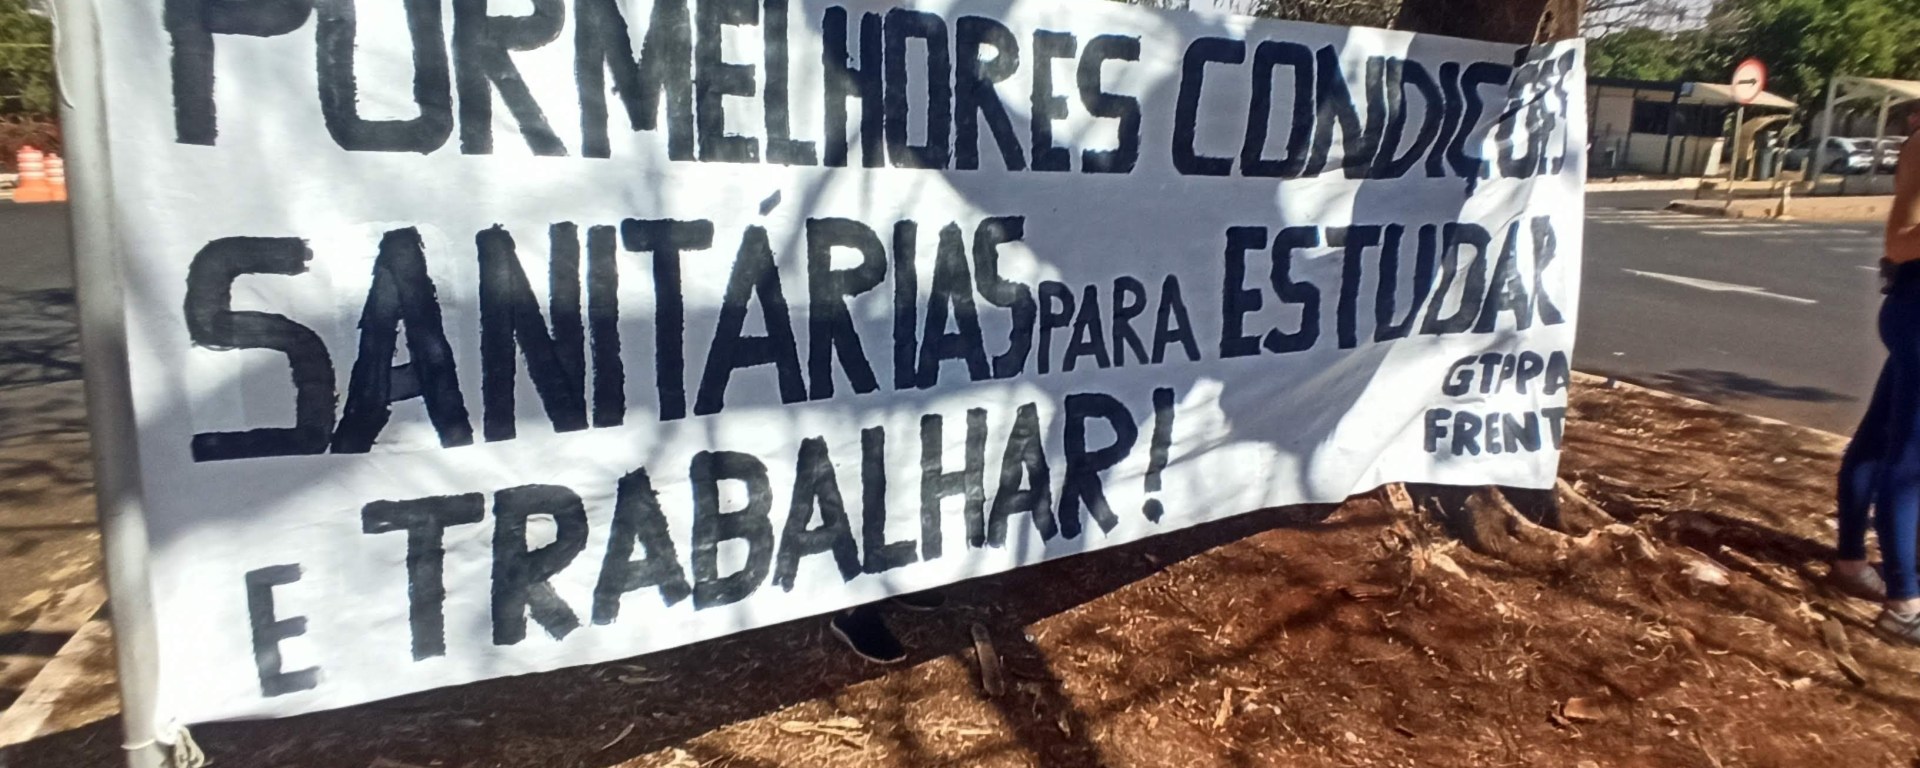 POR MELHORES CONDIÇÕES
SANITÁRIAS PARA ESTUDAR
E TRABALHAR!
GTPPA
FRENT